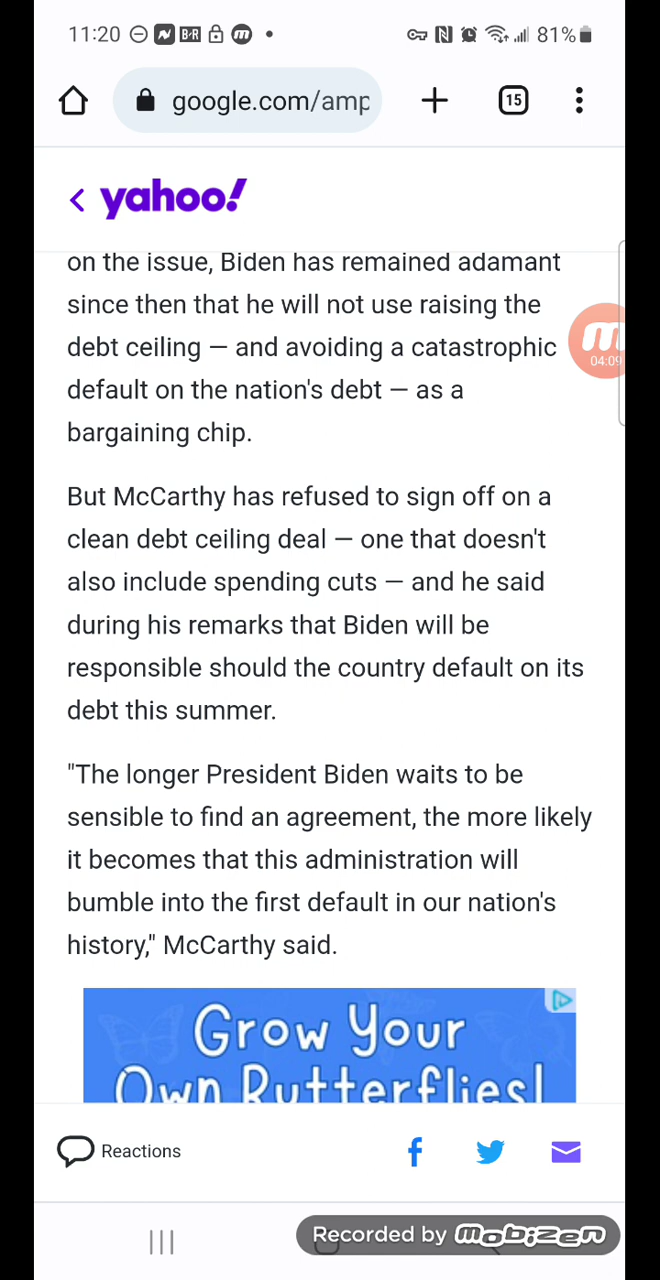 11:20 N B·R m • 81%
google.com/amp 15
< yahoo!
on the issue, Biden has remained adamant
since then that he will not use raising the
debt ceiling — and avoiding a catastrophic
default on the nation's debt — as a
bargaining chip.
m
04:09
But McCarthy has refused to sign off on a
clean debt ceiling deal — one that doesn't
also include spending cuts — and he said
during his remarks that Biden will be
responsible should the country default on its
debt this summer.
"The longer President Biden waits to be
sensible to find an agreement, the more likely
it becomes that this administration will
bumble into the first default in our nation's
history," McCarthy said.
Grow Your
Own Butterflies!
Reactions f
Recorded by mobizen